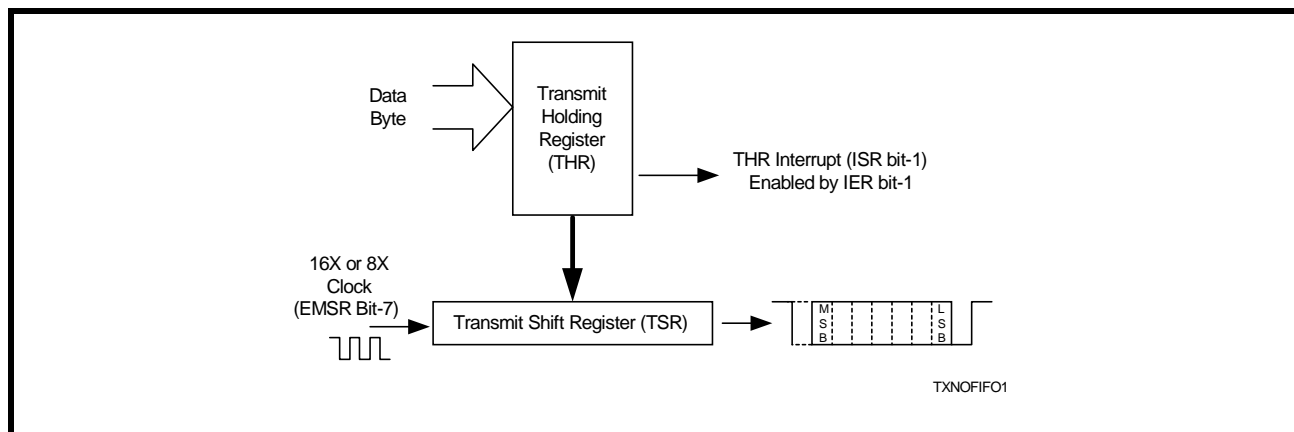 Data
Byte
Transmit
Holding
Register
(THR)
THR Interrupt (ISR bit-1)
Enabled by IER bit-1
16X or 8X
Clock
(EMSR Bit-7)
Transmit Shift Register (TSR)
M
S
B
L
S
B
TXNOFIFO1